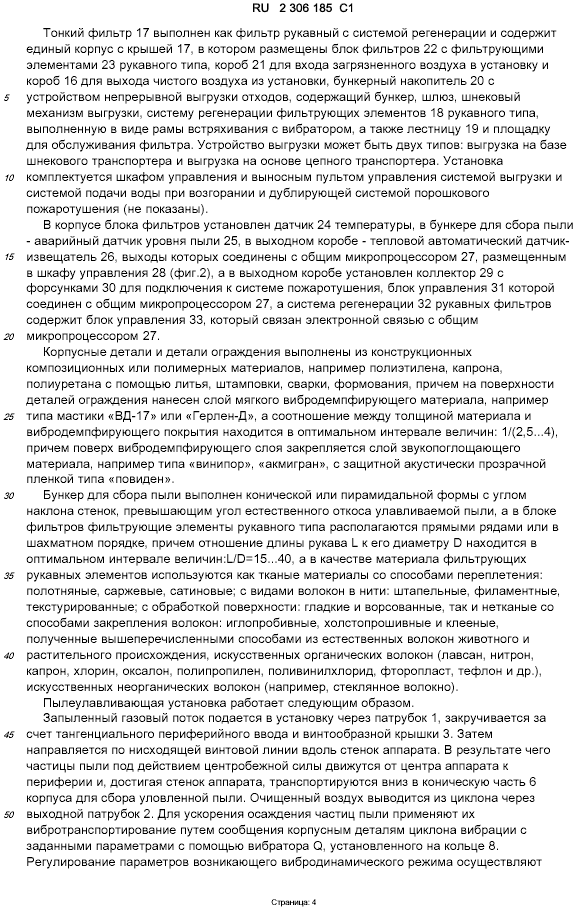 RU 2 306 185 C1
Тонкий фильтр 17 выполнен как фильтр рукавный с системой регенерации и содержит
единый корпус с крышей 17, в котором размещены блок фильтров 22 с фильтрующими
элементами 23 рукавного типа, короб 21 для входа загрязненного воздуха в установку и
короб 16 для выхода чистого воздуха из установки, бункерный накопитель 20 с
5 устройством непрерывной выгрузки отходов, содержащий бункер, шлюз, шнековый
механизм выгрузки, систему регенерации фильтрующих элементов 18 рукавного типа,
выполненную в виде рамы встряхивания с вибратором, а также лестницу 19 и площадку
для обслуживания фильтра. Устройство выгрузки может быть двух типов: выгрузка на базе
шнекового транспортера и выгрузка на основе цепного транспортера. Установка
10 комплектуется шкафом управления и выносным пультом управления системой выгрузки и
системой подачи воды при возгорании и дублирующей системой порошкового
пожаротушения (не показаны).
В корпусе блока фильтров установлен датчик 24 температуры, в бункере для сбора пыли
- аварийный датчик уровня пыли 25, в выходном коробе - тепловой автоматический датчик-
15 извещатель 26, выходы которых соединены с общим микропроцессором 27, размещенным
в шкафу управления 28 (фиг.2), а в выходном коробе установлен коллектор 29 с
форсунками 30 для подключения к системе пожаротушения, блок управления 31 которой
соединен с общим микропроцессором 27, а система регенерации 32 рукавных фильтров
содержит блок управления 33, который связан электронной связью с общим
20 микропроцессором 27.
Корпусные детали и детали ограждения выполнены из конструкционных
композиционных или полимерных материалов, например полиэтилена, капрона,
полиуретана с помощью литья, штамповки, сварки, формования, причем на поверхности
деталей ограждения нанесен слой мягкого вибродемпфирующего материала, например
25 типа мастики «ВД-17» или «Герлен-Д», а соотношение между толщиной материала и
вибродемпфирующего покрытия находится в оптимальном интервале величин: 1/(2,5...4),
причем поверх вибродемпфирующего слоя закрепляется слой звукопоглощающего
материала, например типа «винипор», «акмигран», с защитной акустически прозрачной
пленкой типа «повиден».
30 Бункер для сбора пыли выполнен конической или пирамидальной формы с углом
наклона стенок, превышающим угол естественного откоса улавливаемой пыли, а в блоке
фильтров фильтрующие элементы рукавного типа располагаются прямыми рядами или в
шахматном порядке, причем отношение длины рукава L к его диаметру D находится в
оптимальном интервале величин:L/D=15...40, а в качестве материала фильтрующих
35 рукавных элементов используются как тканые материалы со способами переплетения:
полотняные, саржевые, сатиновые; с видами волокон в нити: штапельные, филаментные,
текстурированные; с обработкой поверхности: гладкие и ворсованные, так и нетканые со
способами закрепления волокон: иглопробивные, холстопрошивные и клееные,
полученные вышеперечисленными способами из естественных волокон животного и
40 растительного происхождения, искусственных органических волокон (лавсан, нитрон,
капрон, хлорин, оксалон, полипропилен, поливинилхлорид, фторопласт, тефлон и др.),
искусственных неорганических волокон (например, стеклянное волокно).
Пылеулавливающая установка работает следующим образом.
Запыленный газовый поток подается в установку через патрубок 1, закручивается за
45 счет тангенциального периферийного ввода и винтообразной крышки 3. Затем
направляется по нисходящей винтовой линии вдоль стенок аппарата. В результате чего
частицы пыли под действием центробежной силы движутся от центра аппарата к
периферии и, достигая стенок аппарата, транспортируются вниз в коническую часть 6
корпуса для сбора уловленной пыли. Очищенный воздух выводится из циклона через
50 выходной патрубок 2. Для ускорения осаждения частиц пыли применяют их
вибротранспортирование путем сообщения корпусным деталям циклона вибрации с
заданными параметрами с помощью вибратора Q, установленного на кольце 8.
Регулирование параметров возникающего вибродинамического режима осуществляют
Страница: 4